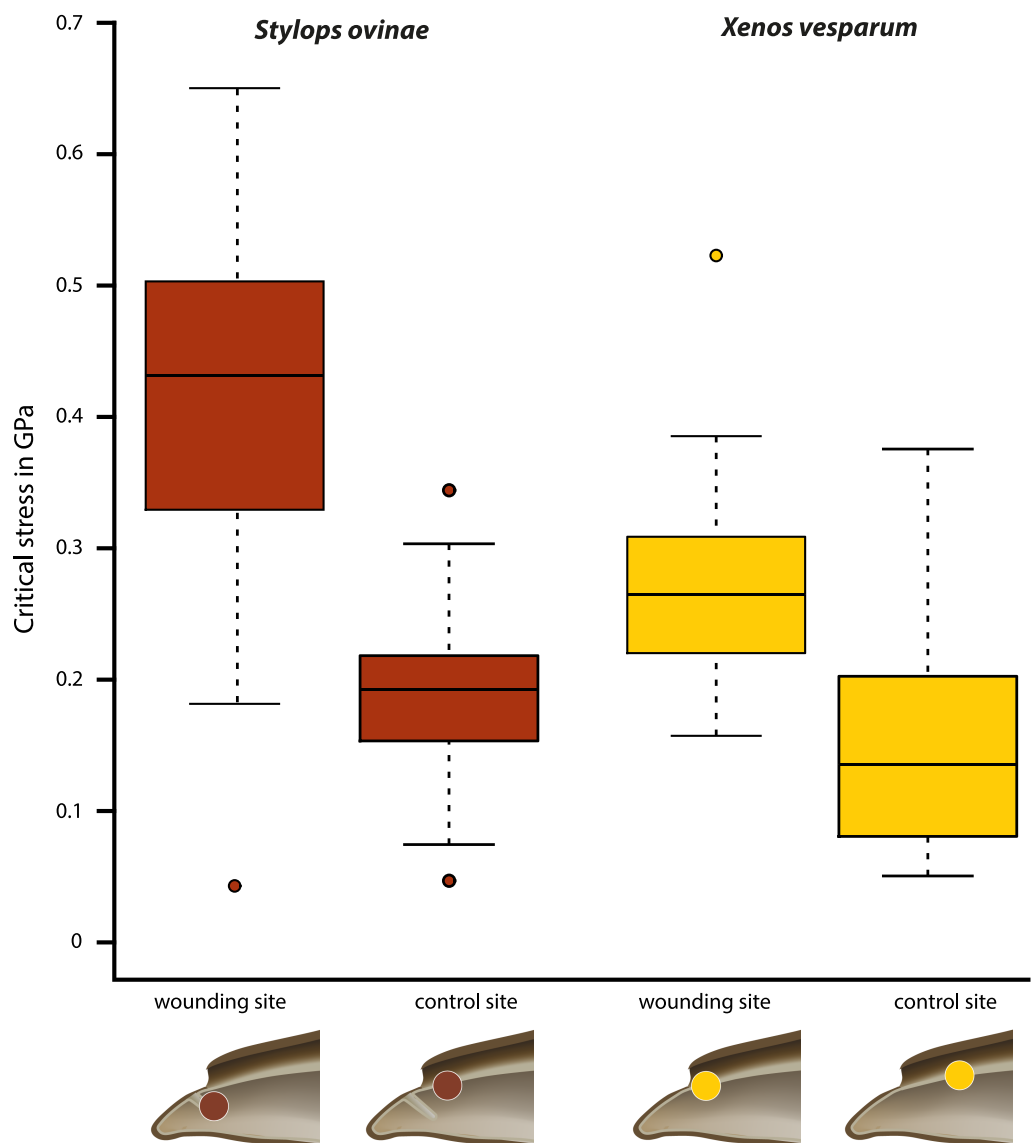 Stylops ovinae
Xenos vesparum
Critical stress in GPa
0.7
0.6
0.5
0.4
0.3
0.2
0.1
0
wounding site
control site
wounding site
control site